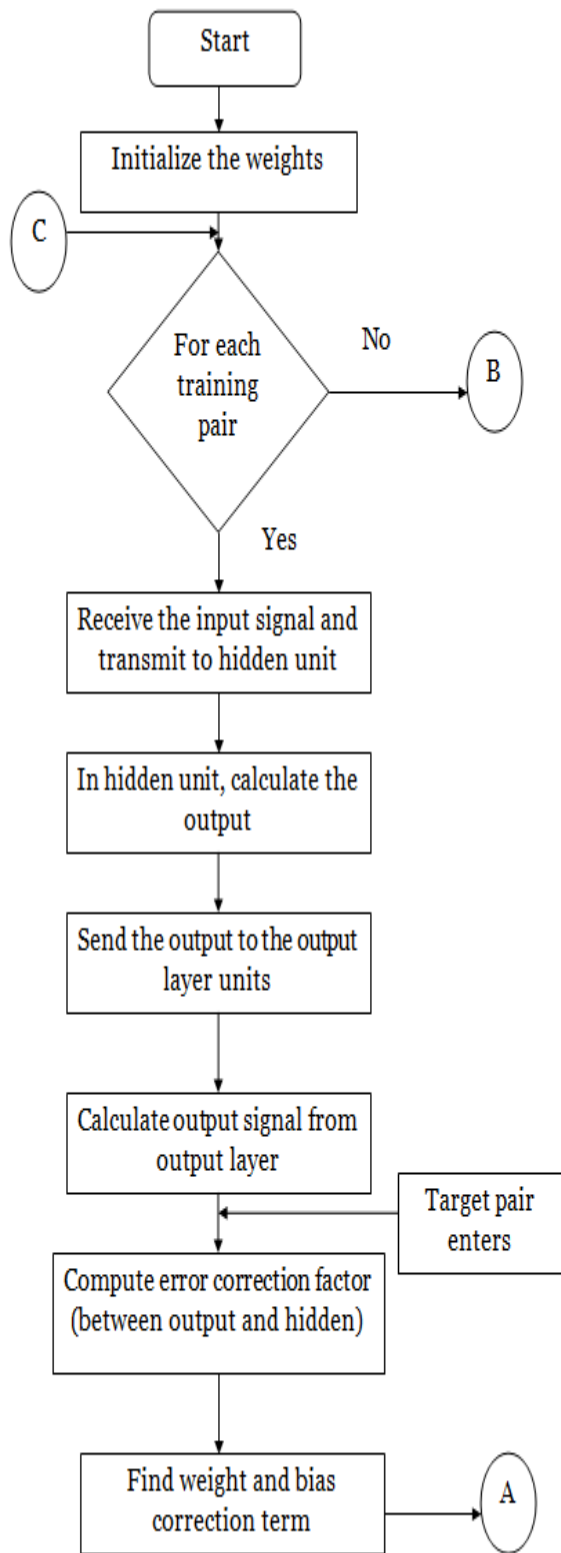 Start
Initialize the weights
C
For each
training
pair
No
B
Yes
Receive the input signal and
transmit to hidden unit
In hidden unit, calculate the
output
Send the output to the output
layer units
Calculate output signal from
output layer
Target pair
enters
Compute error correction factor
(between output and hidden)
Find weight and bias
correction term
A